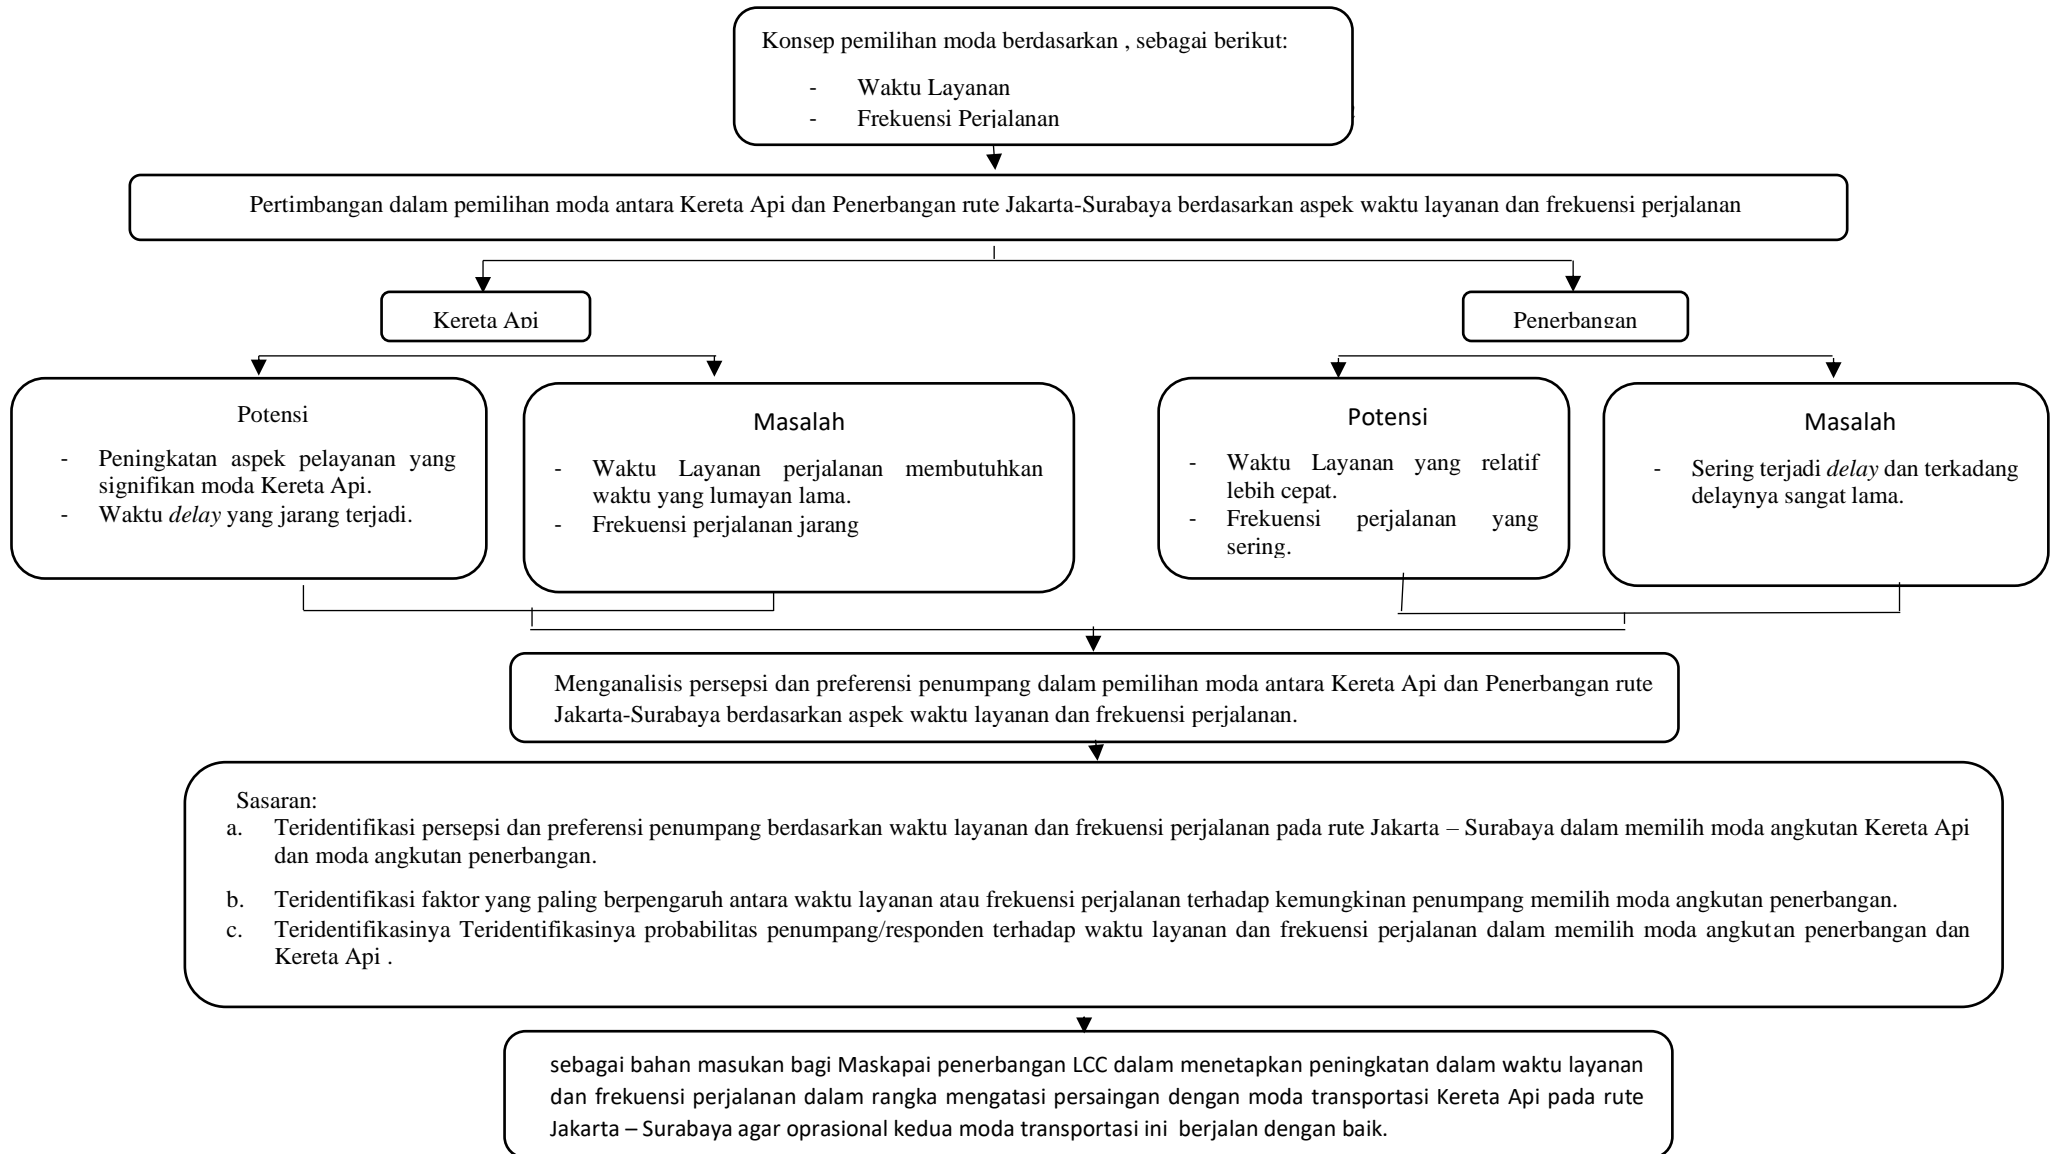 Konsep pemilihan moda berdasarkan , sebagai berikut:
- Waktu Layanan
- Frekuensi Perjalanan
Pertimbangan dalam pemilihan moda antara Kereta Api dan Penerbangan rute Jakarta-Surabaya berdasarkan aspek waktu layanan dan frekuensi perjalanan
Kereta Api
Penerbangan
Potensi
- Peningkatan aspek pelayanan yang
signifikan moda Kereta Api.
- Waktu delay yang jarang terjadi.
Masalah
- Waktu Layanan perjalanan membutuhkan
waktu yang lumayan lama.
- Frekuensi perjalanan jarang
Potensi
- Waktu Layanan yang relatif
lebih cepat.
- Frekuensi perjalanan yang
sering.
Masalah
- Sering terjadi delay dan terkadang
delaynya sangat lama.
Menganalisis persepsi dan preferensi penumpang dalam pemilihan moda antara Kereta Api dan Penerbangan rute
Jakarta-Surabaya berdasarkan aspek waktu layanan dan frekuensi perjalanan.
Sasaran:
a. Teridentifikasi persepsi dan preferensi penumpang berdasarkan waktu layanan dan frekuensi perjalanan pada rute Jakarta – Surabaya dalam memilih moda angkutan Kereta Api
dan moda angkutan penerbangan.
b. Teridentifikasi faktor yang paling berpengaruh antara waktu layanan atau frekuensi perjalanan terhadap kemungkinan penumpang memilih moda angkutan penerbangan.
c. Teridentifikasinya Teridentifikasinya probabilitas penumpang/responden terhadap waktu layanan dan frekuensi perjalanan dalam memilih moda angkutan penerbangan dan
Kereta Api .
sebagai bahan masukan bagi Maskapai penerbangan LCC dalam menetapkan peningkatan dalam waktu layanan
dan frekuensi perjalanan dalam rangka mengatasi persaingan dengan moda transportasi Kereta Api pada rute
Jakarta – Surabaya agar oprasional kedua moda transportasi ini berjalan dengan baik.